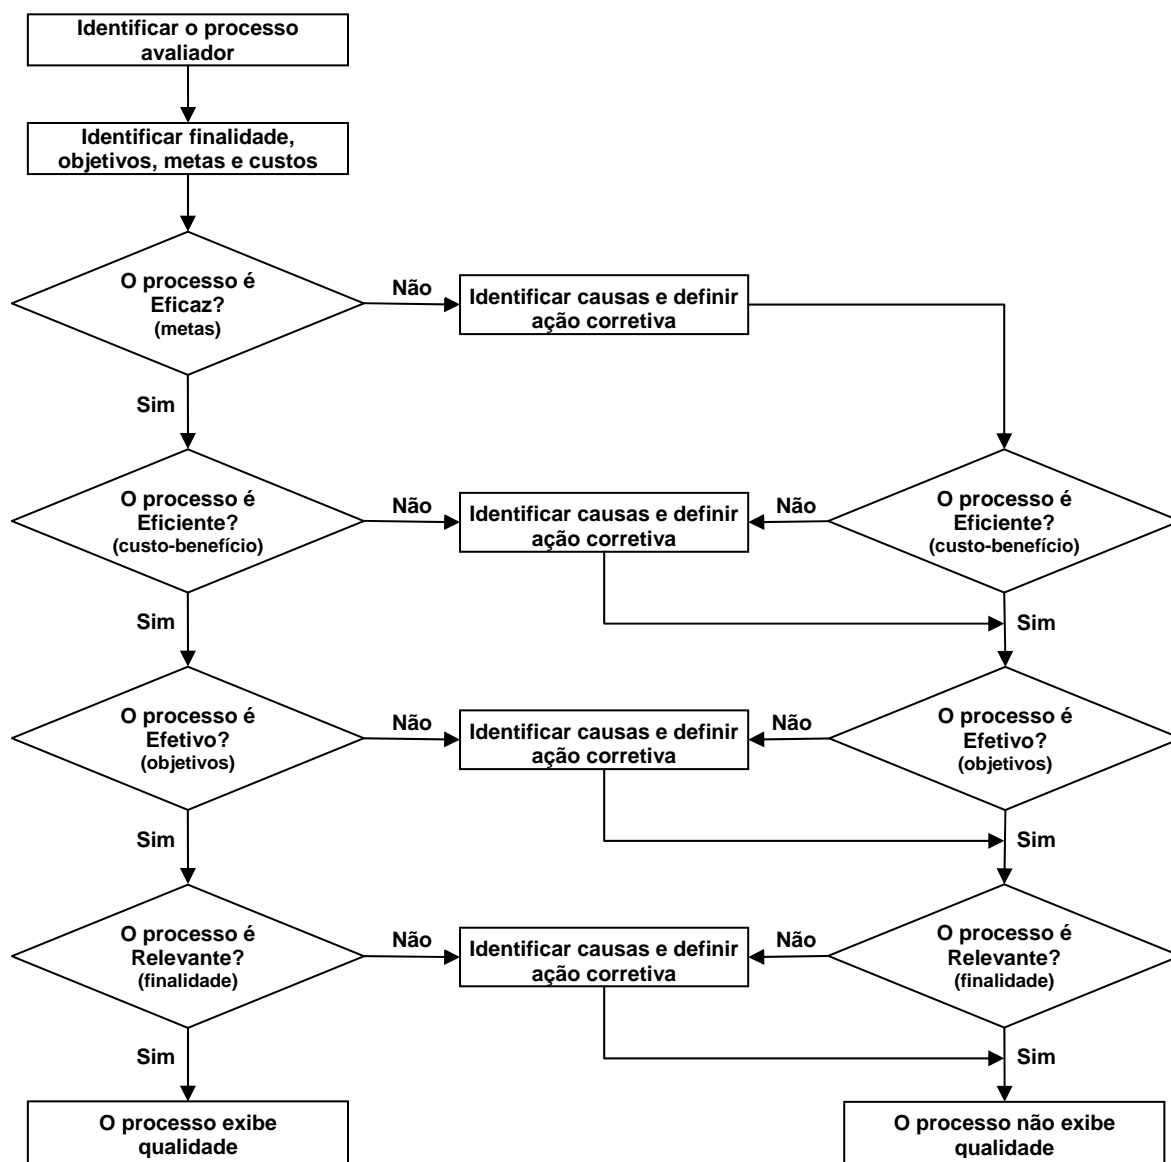 Identificar o processo
avaliador
Identificar finalidade,
objetivos, metas e custos
O processo é
Eficaz?
(metas)
Não
Identificar causas e definir
ação corretiva
Sim
O processo é
Eficiente?
(custo-benefício)
Não
Identificar causas e definir
ação corretiva
Não
O processo é
Eficiente?
(custo-benefício)
Sim
Sim
O processo é
Efetivo?
(objetivos)
Não
Identificar causas e definir
ação corretiva
Não
O processo é
Efetivo?
(objetivos)
Sim
Sim
O processo é
Relevante?
(finalidade)
Não
Identificar causas e definir
ação corretiva
Não
O processo é
Relevante?
(finalidade)
Sim
Sim
O processo exibe
qualidade
O processo não exibe
qualidade